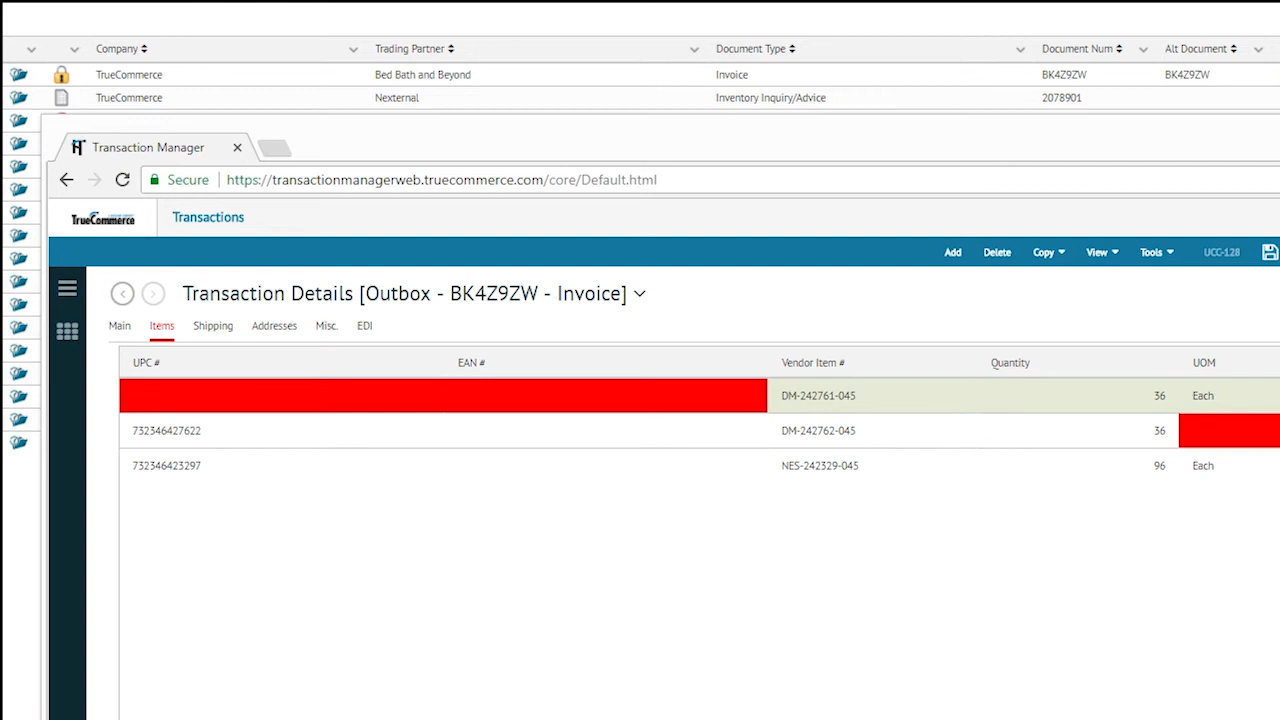 Company Trading Partner Document Type Document Num Alt Document
TrueCommerce Bed Bath and Beyond Invoice BK4Z9ZW BK4Z9ZW
TrueCommerce Nexternal Inventory Inquiry/Advice 2078901
Transaction Manager
Secure https://transactionmanagerweb.truecommerce.com/core/Default.html
TrueCommerce Transactions
Add Delete Copy View Tools UCC-128
Transaction Details [Outbox - BK4Z9ZW - Invoice]
Main Items Shipping Addresses Misc. EDI
UPC # EAN # Vendor Item # Quantity UOM
DM-242761-045 36 Each
732346427622 DM-242762-045 36
732346423297 NES-242329-045 96 Each